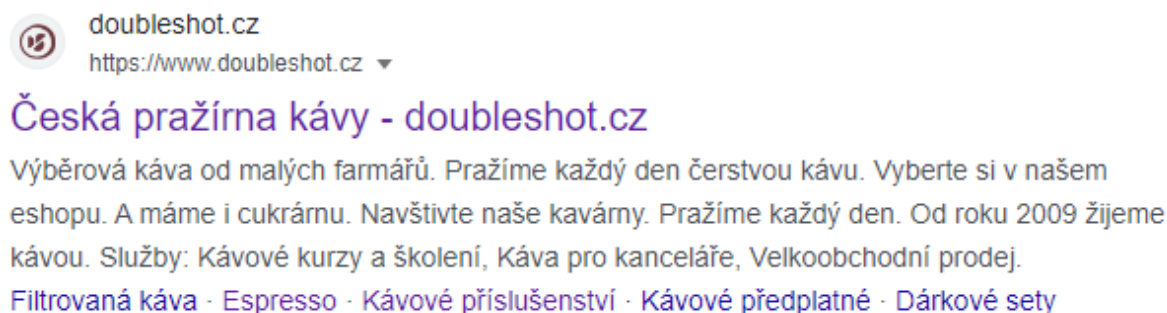 doubleshot.cz
https://www.doubleshot.cz
Česká pražírna kávy - doubleshot.cz
Výběrová káva od malých farmářů. Pražíme každý den čerstvou kávu. Vyberte si v našem
eshopu. A máme i cukrárnu. Navštivte naše kavárny. Pražíme každý den. Od roku 2009 žijeme
kávou. Služby: Kávové kurzy a školení, Káva pro kanceláře, Velkoobchodní prodej.
Filtrovaná káva · Espresso · Kávové příslušenství · Kávové předplatné · Dárkové sety